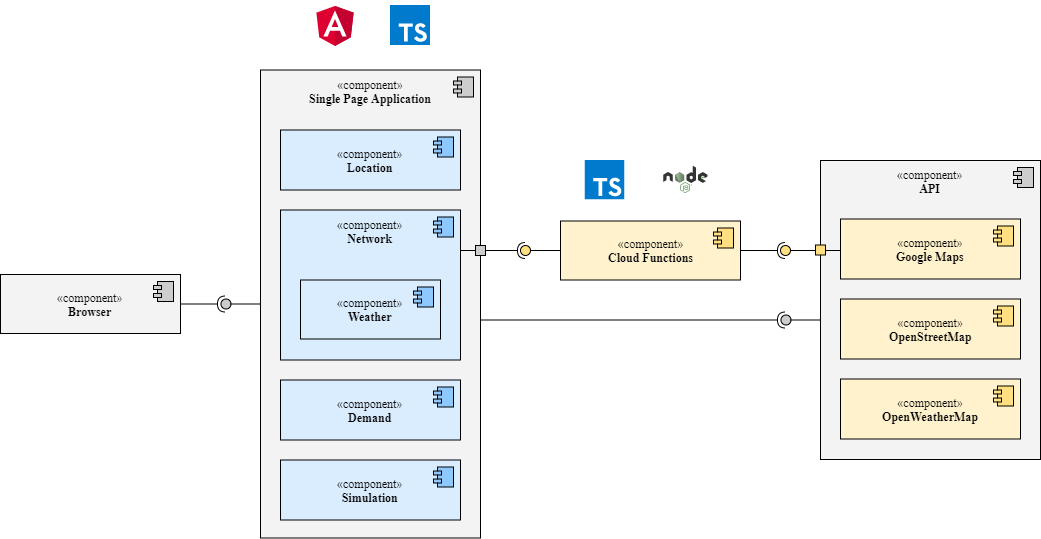 A
TS
«component»
Single Page Application
«component»
Location
«component»
Network
«component»
Weather
«component»
Demand
«component»
Simulation
«component»
Browser
TS
node
JS
«component»
Cloud Functions
«component»
API
«component»
Google Maps
«component»
OpenStreetMap
«component»
OpenWeatherMap